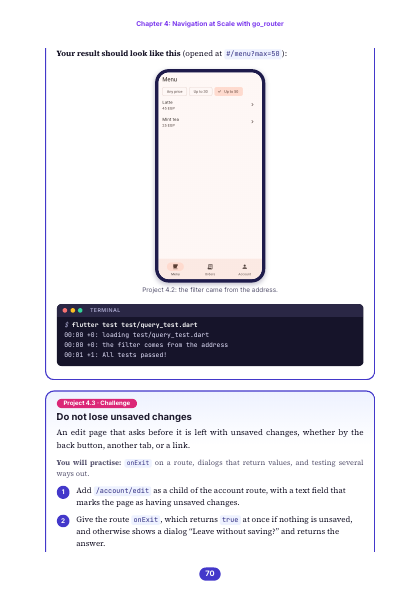 Chapter 4: Navigation at Scale with go_router
Your result should look like this (opened at #/menu?max=50 ):
Menu
Any price
Up to 30
Up to 50
Latte
45 EGP
Mint tea
25 EGP
Menu
Orders
Account
Project 4.2: the filter came from the address.
TERMINAL
$ flutter test test/query_test.dart
00:00 +0: loading test/query_test.dart
00:00 +0: the filter comes from the address
00:01 +1: All tests passed!
Project 4.3 · Challenge
Do not lose unsaved changes
An edit page that asks before it is left with unsaved changes, whether by the
back button, another tab, or a link.
You will practise: onExit on a route, dialogs that return values, and testing several
ways out.
1 Add /account/edit as a child of the account route, with a text field that
marks the page as having unsaved changes.
2 Give the route onExit, which returns true at once if nothing is unsaved,
and otherwise shows a dialog “Leave without saving?” and returns the
answer.
70